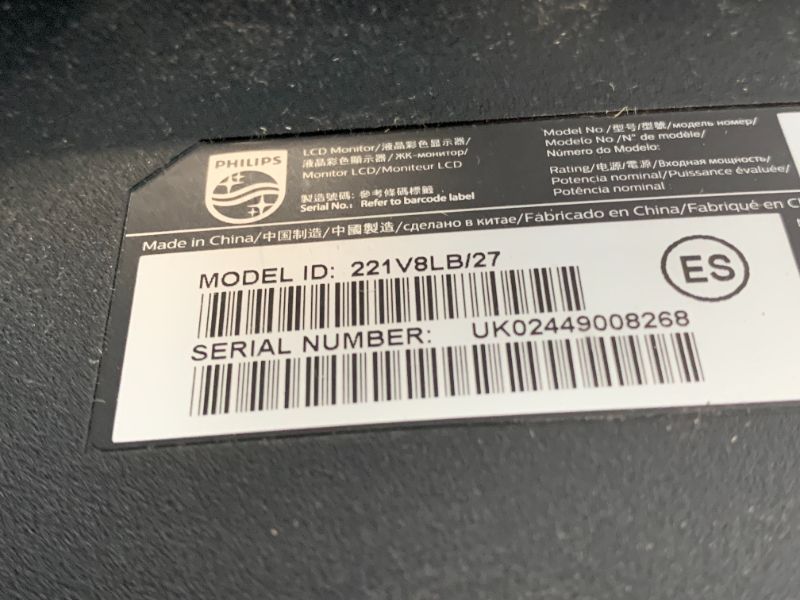 PHILIPS
LCD Monitor/液晶彩色显示器/
液晶彩色顯示器/ЖК-монитор/
Monitor LCD/Moniteur LCD
製造號碼: 參考條碼標籤
Serial No.: Refer to barcode label
Model No/型号/型號/модель номер/
Modelo No/N° de modèle/
Número do Modelo:
Rating/电源/電源/Входная мощность/
Potencia nominal/Puissance évaluée/
Potência nominal:
Made in China/中国制造/中國製造/сделано в китае/Fabricado en China/Fabriqué en
MODEL ID: 221V8LB/27
ES
SERIAL NUMBER: UK02449008268